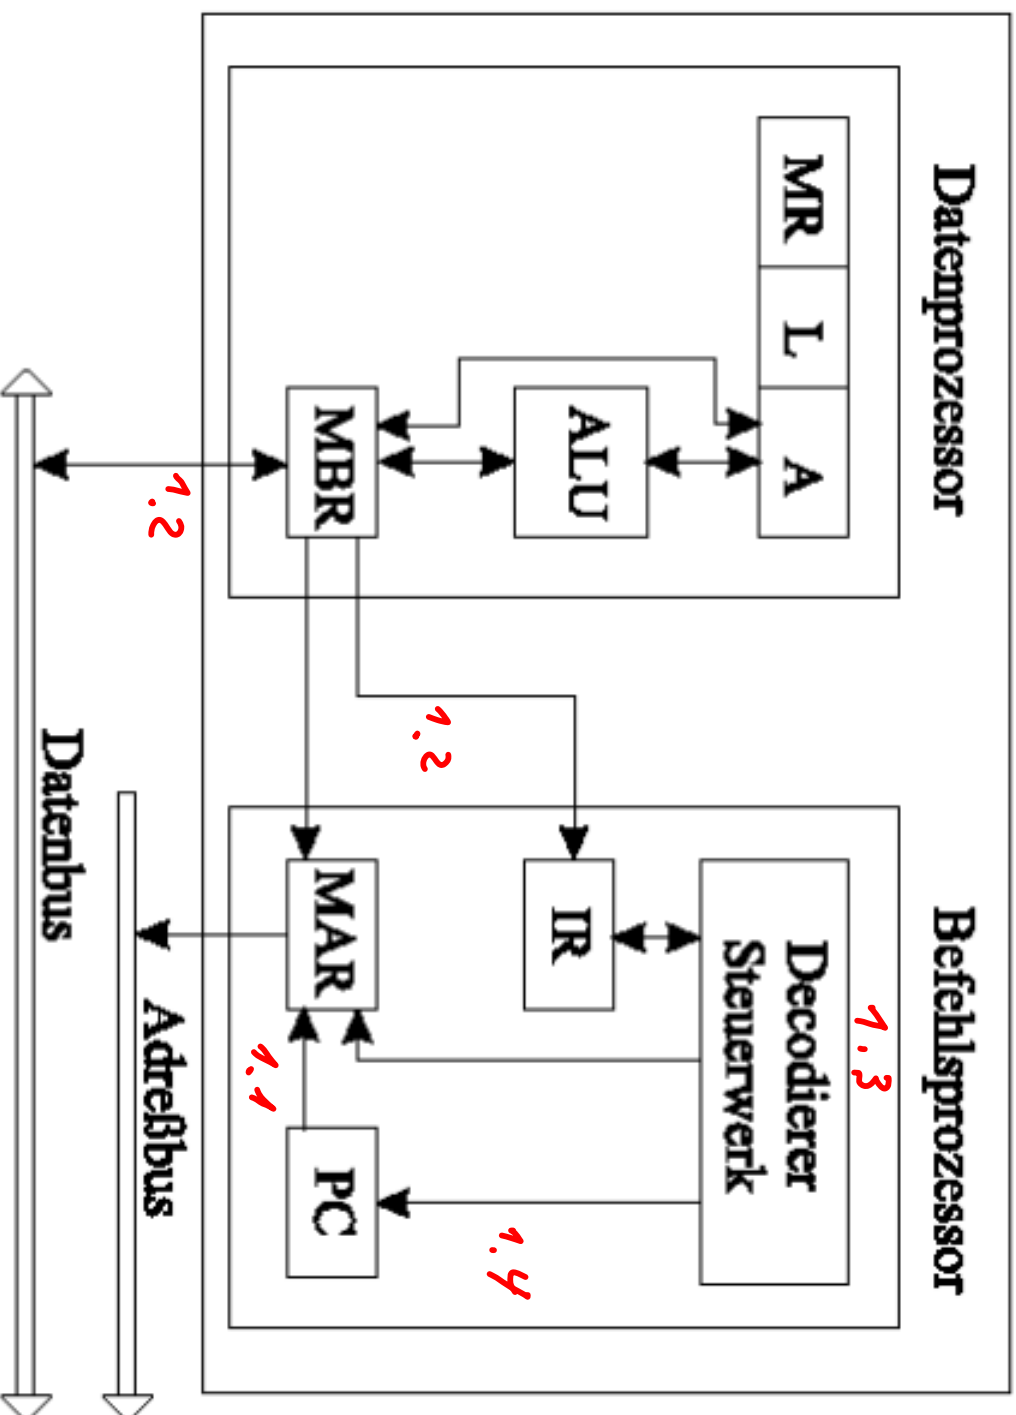 Datenprozessor
Befehlsprozessor
MR
L
A
Decodierer
Steuerwerk
1.3
ALU
IR
1.4
1.2
MBR
MAR
PC
1.1
1.2
Adreßbus
Datenbus